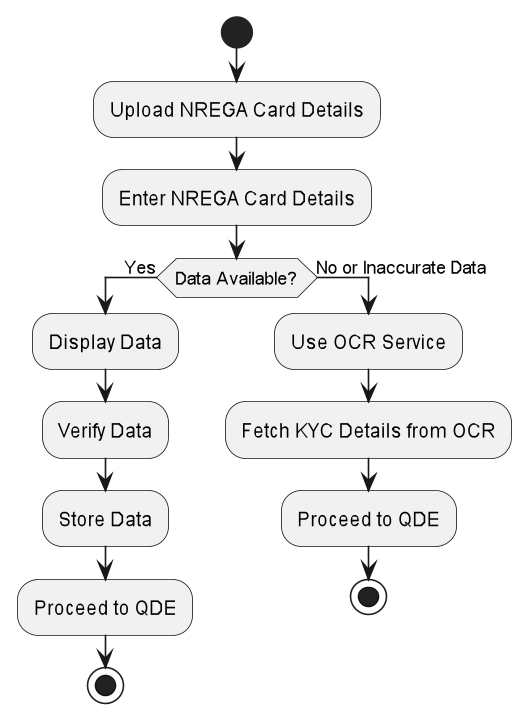 Upload NREGA Card Details
Enter NREGA Card Details
Data Available?
Yes
Display Data
Verify Data
Store Data
Proceed to QDE
No or Inaccurate Data
Use OCR Service
Fetch KYC Details from OCR
Proceed to QDE